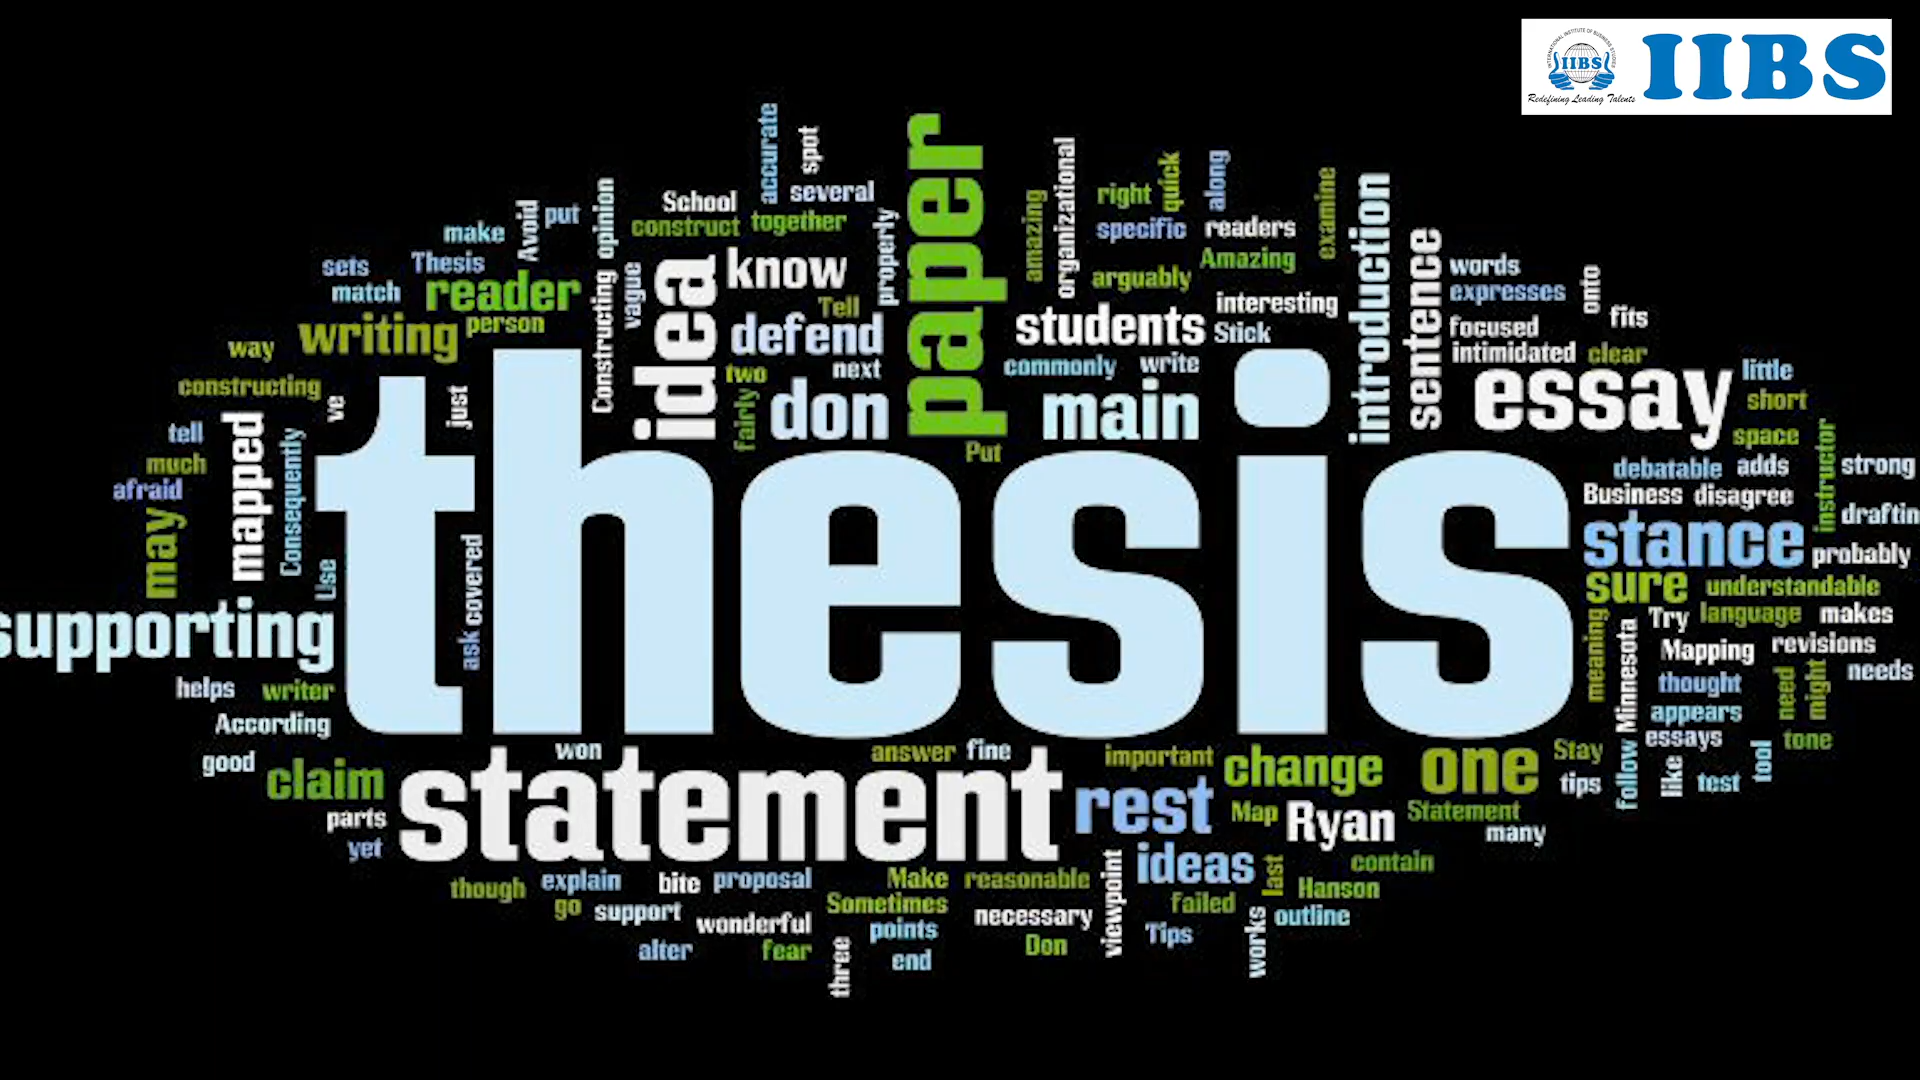 INTERNATIONAL INSTITUTE OF BUSINESS STUDIES
IIBS
Redefining Leading Talents
IIBS
accurate
spot
several
School
construct
together
properly
paper
amazing
organizational
right
quick
along
specific
readers
arguably
Amazing
examine
introduction
sentence
words
expresses
onto
focused
fits
intimidated
clear
make
Avoid
put
opinion
sets
Thesis
match
reader
Constructing
vague
idea
know
Tell
defend
students
interesting
Stick
writing
person
way
two
next
commonly
write
constructing
ve
just
fairly
don
main
Put
essay
little
short
space
instructor
tell
mapped
Consequently
much
afraid
may
Use
thesis
debatable
adds
strong
Business
disagree
draftin
stance
probably
sure
understandable
covered
ask
supporting
meaning
Minnesota
Try
language
makes
Mapping
revisions
helps
writer
thought
need
might
needs
According
appears
follow
essays
tone
good
won
answer
fine
important
change
one
Stay
tips
like
test
tool
claim
statement
rest
Map
Ryan
Statement
many
parts
yet
ideas
last
contain
though
explain
bite
proposal
Make
reasonable
viewpoint
Hanson
go
support
Sometimes
necessary
failed
outline
wonderful
points
Don
Tips
works
alter
fear
three
end